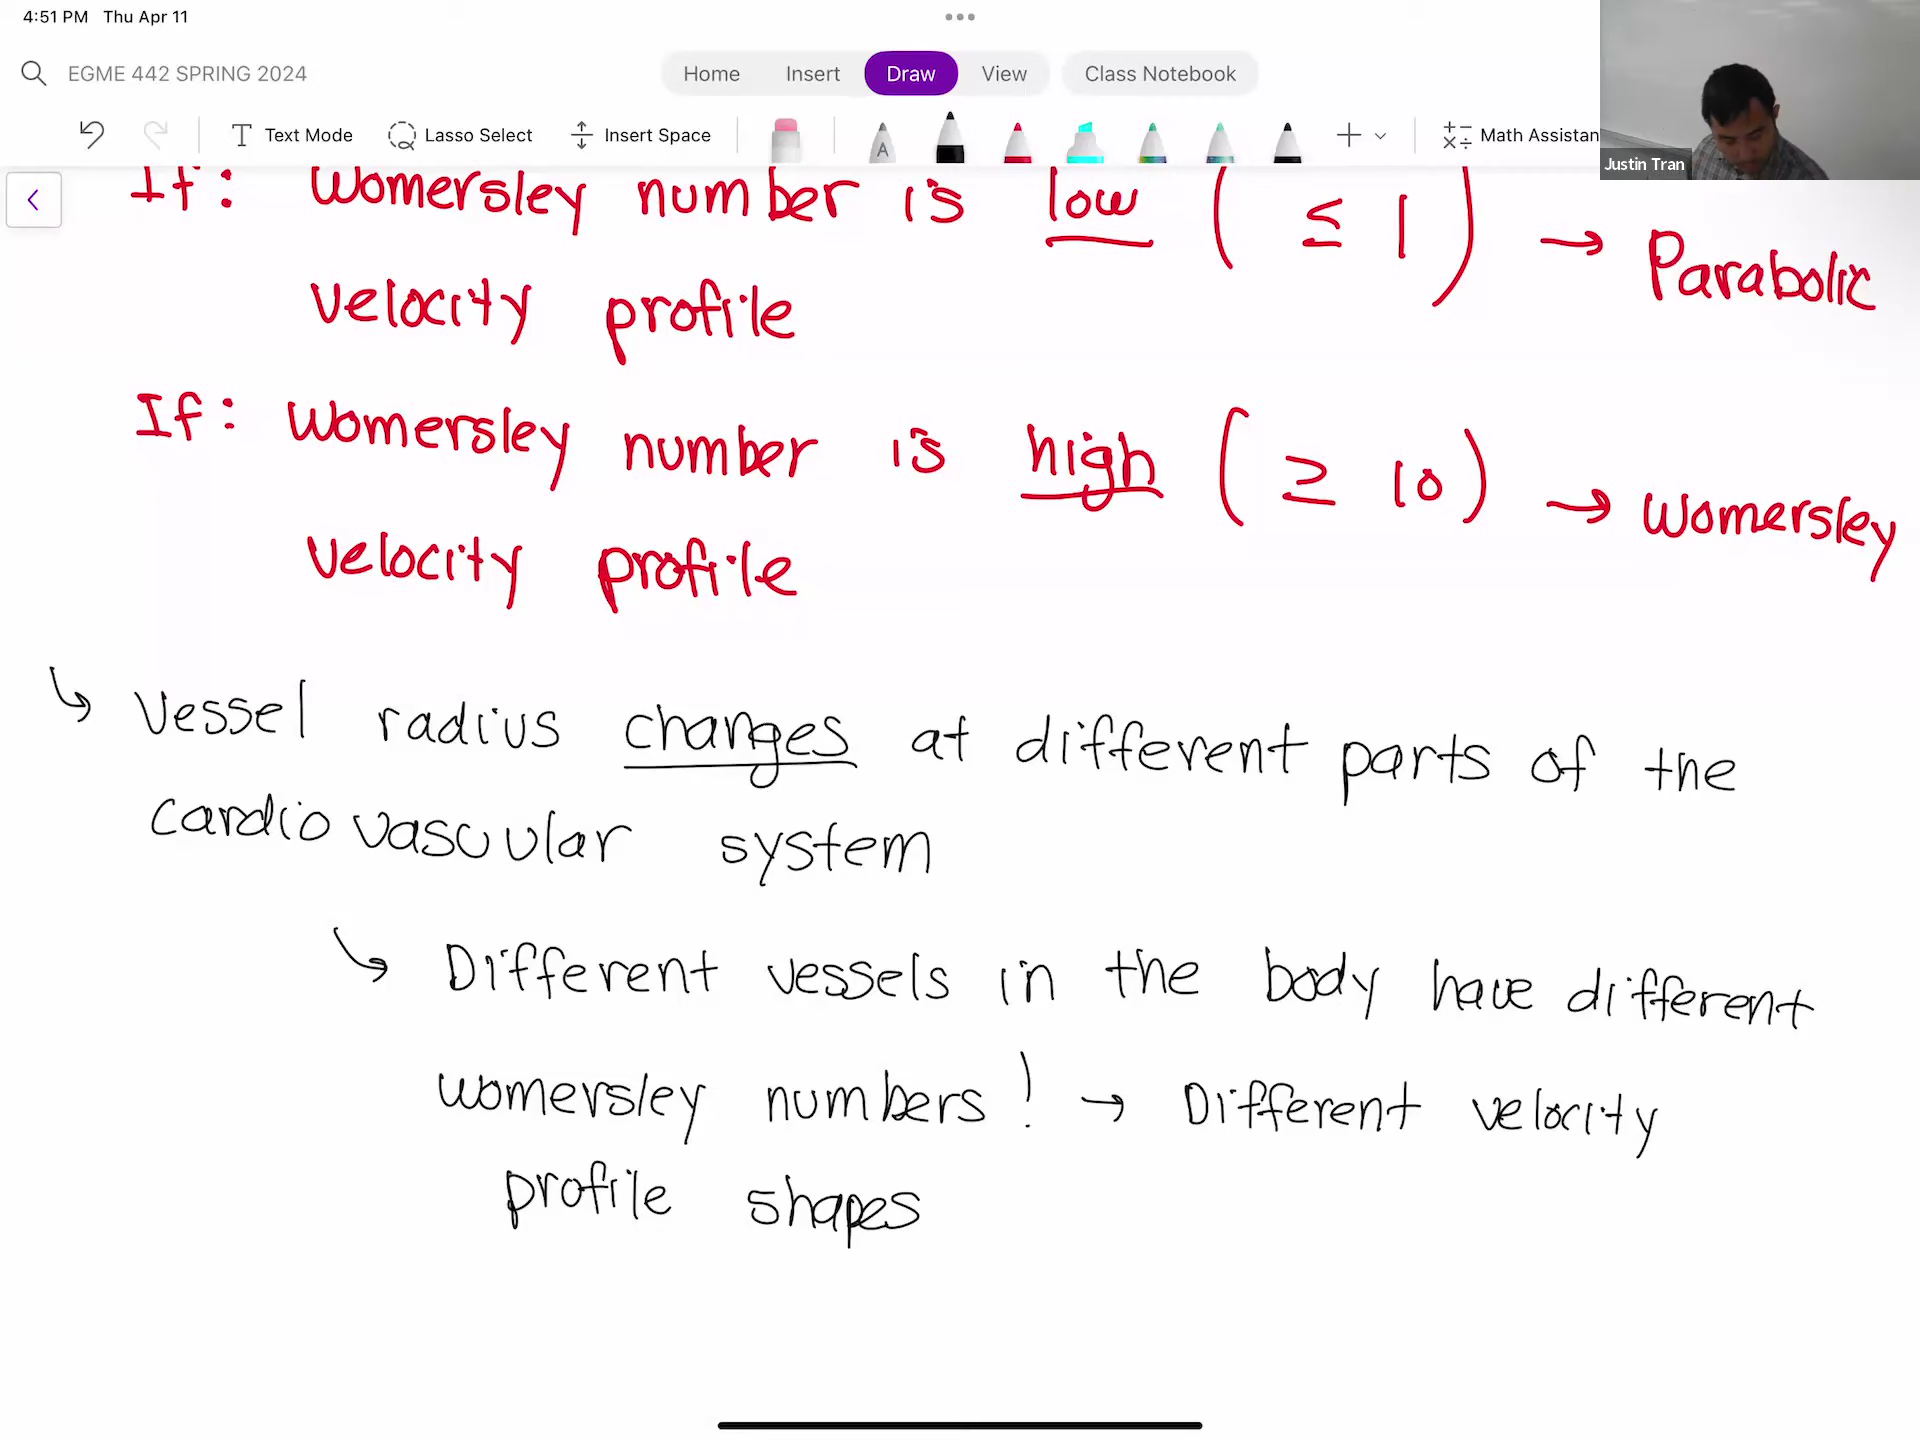 4:51 PM Thu Apr 11
EGME 442 SPRING 2024
Home Insert Draw View Class Notebook
Text Mode Lasso Select Insert Space A Math Assistan
Justin Tran
If: Womersley number is low ( ≤ 1 ) → Parabolic
velocity profile
If: Womersley number is high ( ≥ 10 ) → Womersley
velocity profile
↳ Vessel radius changes at different parts of the
cardiovascular system
↳ Different vessels in the body have different
womersley numbers! → Different velocity
profile shapes